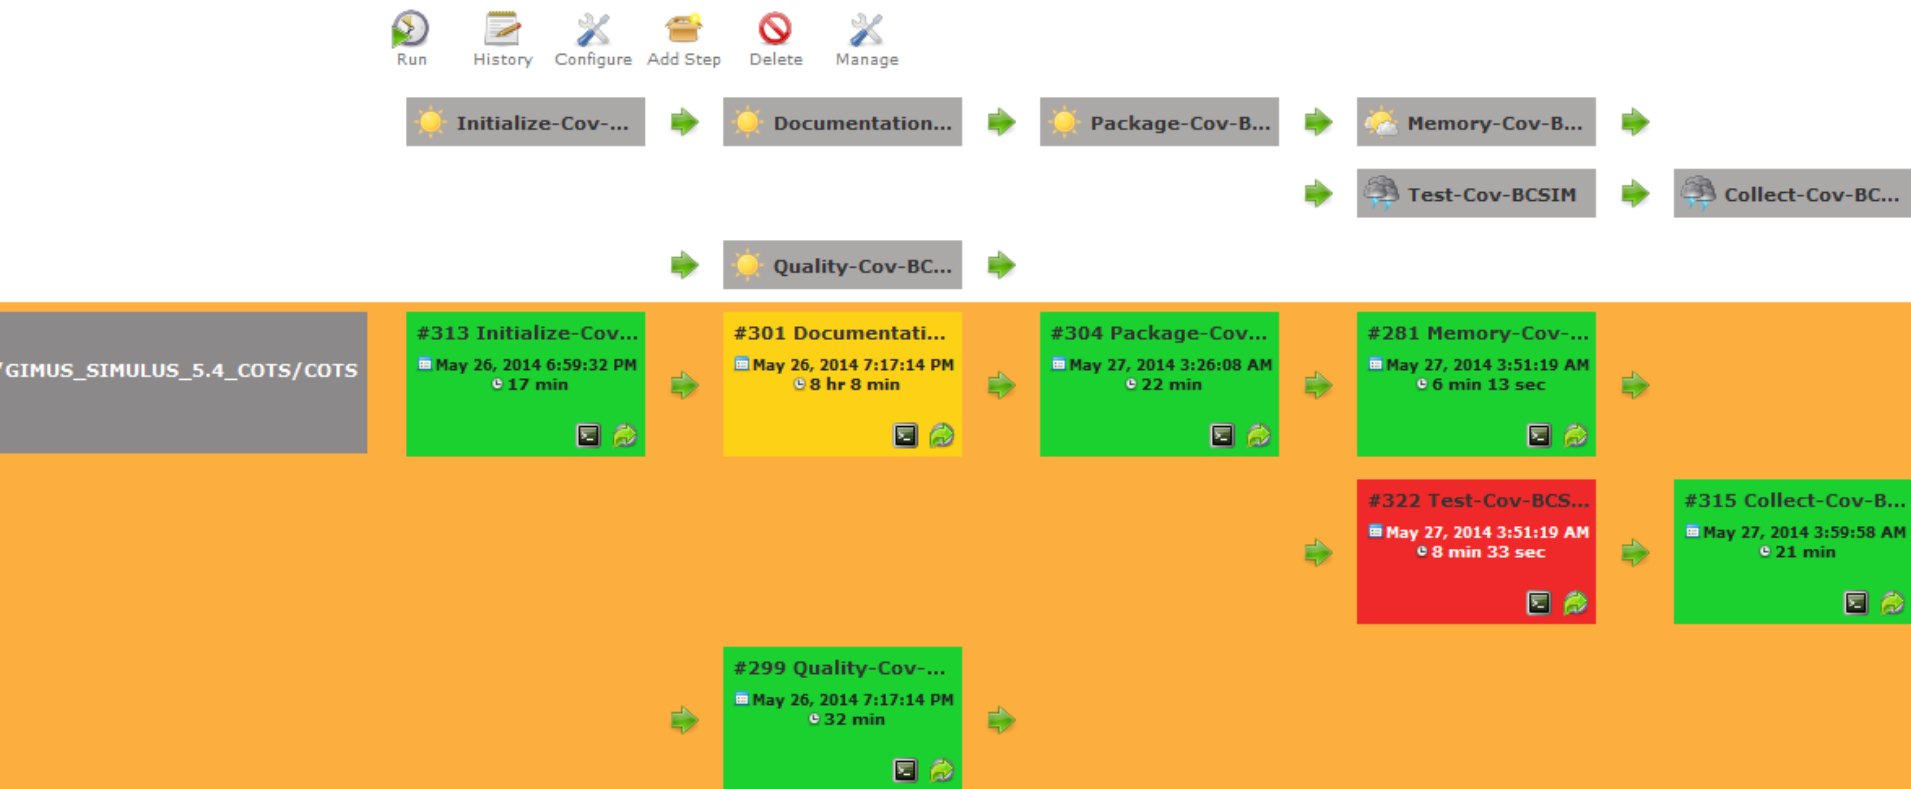 Run
History
Configure
Add Step
Delete
Manage
Initialize-Cov-...
Documentation...
Package-Cov-B...
Memory-Cov-B...
Test-Cov-BCSIM
Collect-Cov-BC...
Quality-Cov-BC...
/GIMUS_SIMULUS_5.4_COTS/COTS
#313 Initialize-Cov...
May 26, 2014 6:59:32 PM
17 min
#301 Documentati...
May 26, 2014 7:17:14 PM
8 hr 8 min
#304 Package-Cov...
May 27, 2014 3:26:08 AM
22 min
#281 Memory-Cov-...
May 27, 2014 3:51:19 AM
6 min 13 sec
#322 Test-Cov-BCS...
May 27, 2014 3:51:19 AM
8 min 33 sec
#315 Collect-Cov-B...
May 27, 2014 3:59:58 AM
21 min
#299 Quality-Cov-...
May 26, 2014 7:17:14 PM
32 min